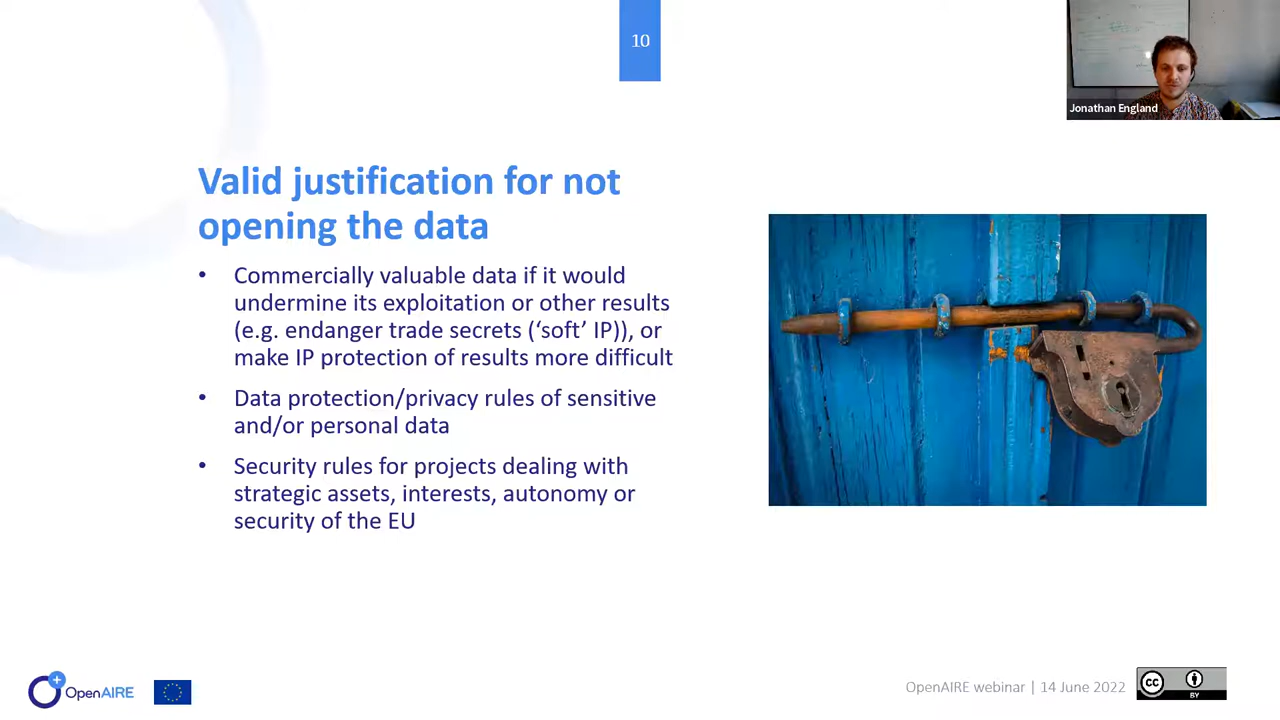 10
Jonathan England
Valid justification for not
opening the data
• Commercially valuable data if it would
undermine its exploitation or other results
(e.g. endanger trade secrets (‘soft’ IP)), or
make IP protection of results more difficult
• Data protection/privacy rules of sensitive
and/or personal data
• Security rules for projects dealing with
strategic assets, interests, autonomy or
security of the EU
OpenAIRE
OpenAIRE webinar | 14 June 2022
CC
BY